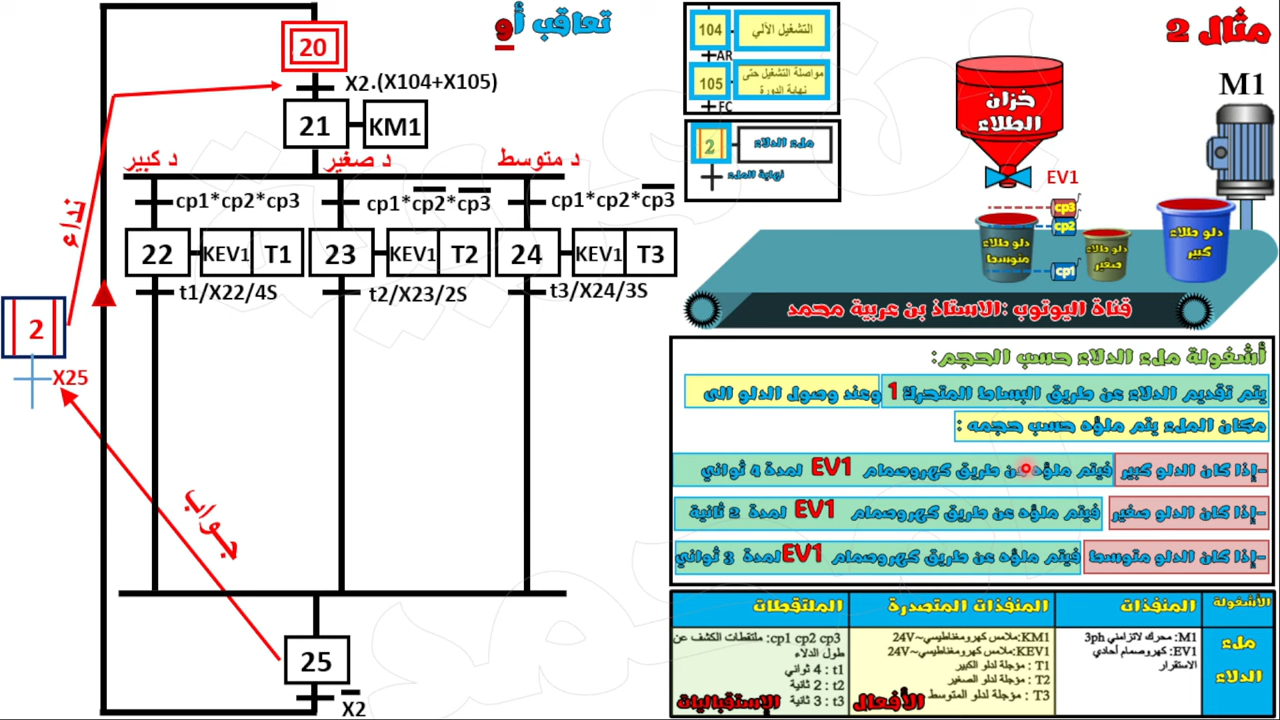 مثال 2
تعاقب أو
20
X2.(X104+X105)
21
KM1
د كبير
د صغير
د متوسط
cp1*cp2*cp3
cp1*c̅p̅2̅*c̅p̅3̅
cp1*cp2*c̅p̅3̅
22
KEV1
T1
23
KEV1
T2
24
KEV1
T3
t1/X22/4S
t2/X23/2S
t3/X24/3S
نداء
2
X25
جواب
25
X̅2̅
104
التشغيل الآلي
AR
105
مواصلة التشغيل حتى
نهاية الدورة
FC
2
ملء الدلاء
نهاية الملء
خزان
الطلاء
M1
EV1
cp3
cp2
cp1
دلو طلاء
متوسط
دلو طلاء
صغير
دلو طلاء
كبير
قناة اليوتوب :الاستاذ بن عربية محمد
أشغولة ملء الدلاء حسب الحجم:
يتم تقديم الدلاء عن طريق البساط المتحرك 1 وعند وصول الدلو الى
مكان الملء يتم ملؤه حسب حجمه :
-إذا كان الدلو كبير فيتم ملؤه عن طريق كهروصمام EV1 لمدة 4 ثواني
-إذا كان الدلو صغير فيتم ملؤه عن طريق كهروصمام EV1 لمدة 2 ثانية
-إذا كان الدلو متوسطا فيتم ملؤه عن طريق كهروصمام EV1 لمدة 3 ثواني
الأشغولة
المنفذات
المنفذات المتصدرة
الملتقطات
ملء
الدلاء
M1: محرك لاتزامني 3ph
EV1: كهروصمام أحادي
الاستقرار
KM1:ملامس كهرومغناطيسي~24V
KEV1:ملامس كهرومغناطيسي~24V
T1 : مؤجلة لدلو الكبير
T2 : مؤجلة لدلو الصغير
T3 : مؤجلة لدلو المتوسط
الأفعال
cp1 cp2 cp3: ملتقطات الكشف عن
طول الدلاء
t1 : 4 ثواني
t2 : 2 ثانية
t3 : 3 ثانية
الاستقباليات